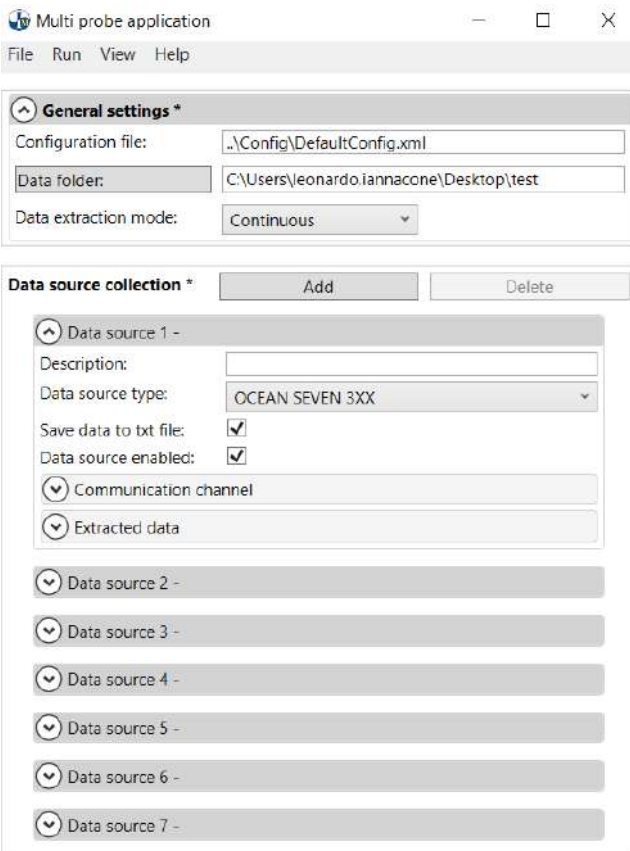 Multi probe application
File Run View Help
General settings *
Configuration file: ..\Config\DefaultConfig.xml
Data folder: C:\Users\leonardo.iannacone\Desktop\test
Data extraction mode: Continuous
Data source collection * Add Delete
Data source 1 -
Description:
Data source type: OCEAN SEVEN 3XX
Save data to txt file:
Data source enabled:
Communication channel
Extracted data
Data source 2 -
Data source 3 -
Data source 4 -
Data source 5 -
Data source 6 -
Data source 7 -